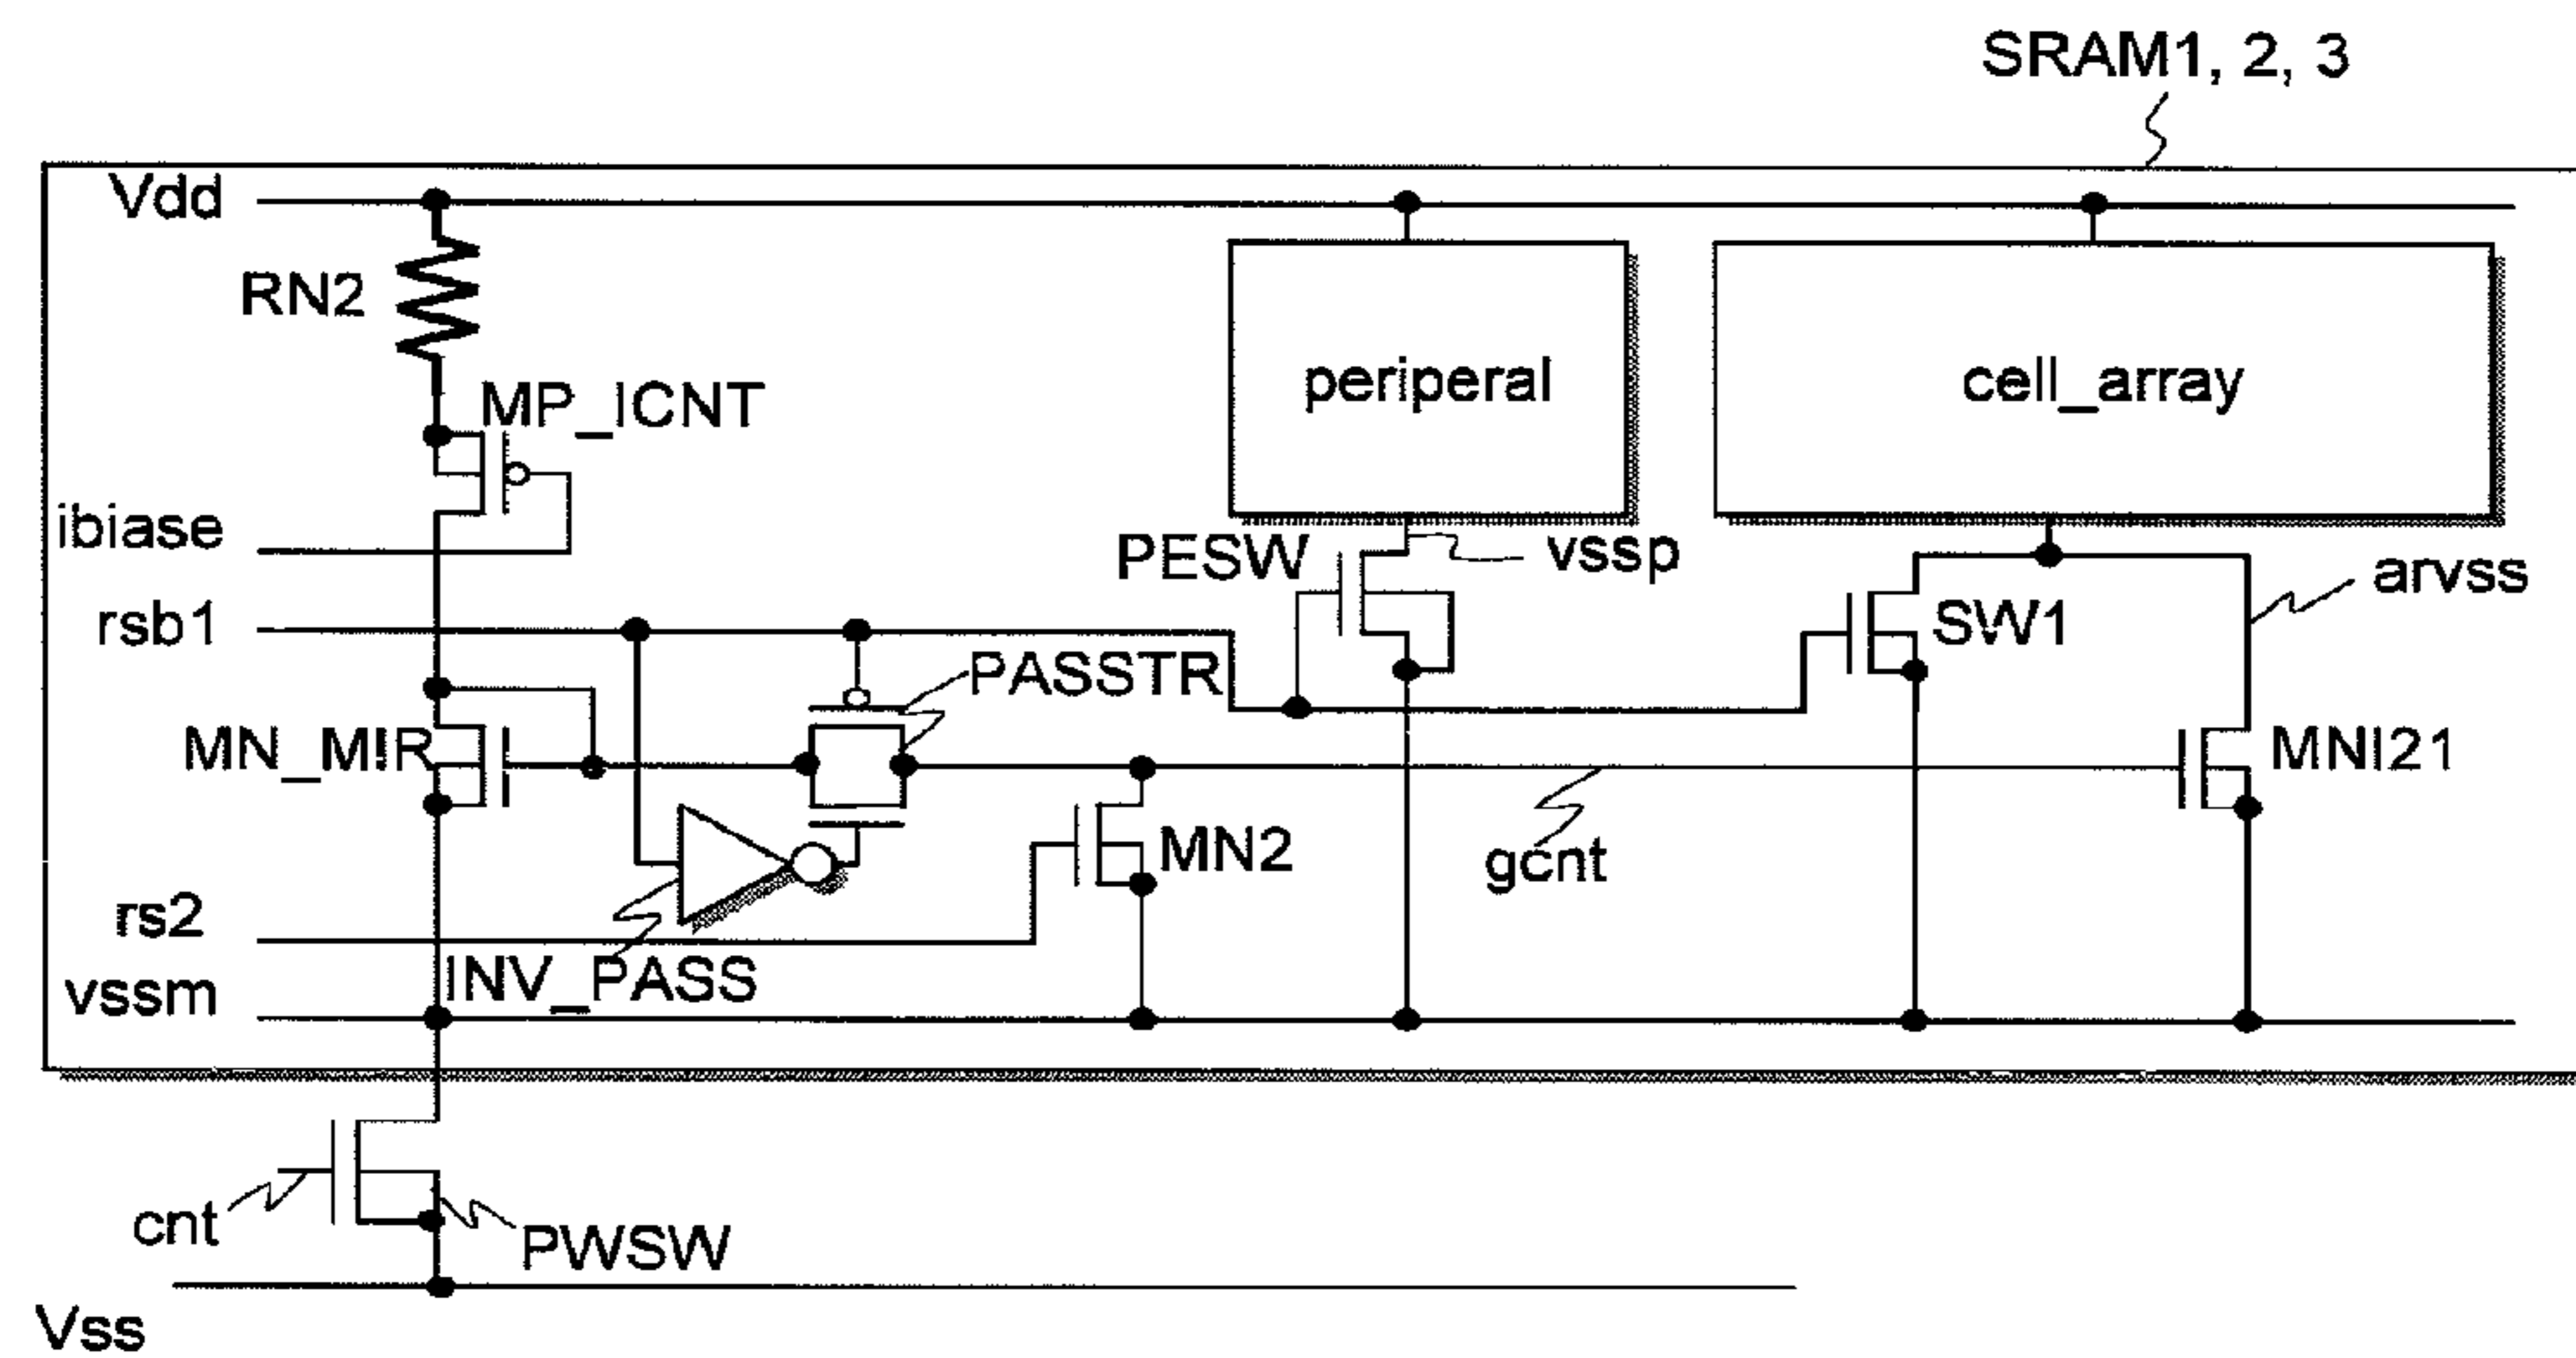 SRAM1, 2, 3
Vdd
RN2
MP_ICNT
periperal
cell_array
ibiase
PESW
vssp
arvss
rsb1
SW1
PASSTR
MN_MIR
MNI21
MN2
gcnt
rs2
INV_PASS
vssm
cnt
PWSW
Vss